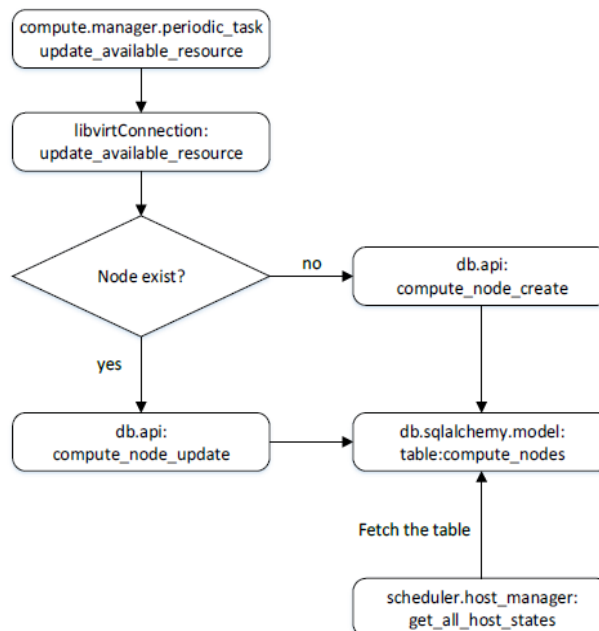 compute.manager.periodic_task
update_available_resource
libvirtConnection:
update_available_resource
Node exist?
no
db.api:
compute_node_create
yes
db.api:
compute_node_update
db.sqlalchemy.model:
table:compute_nodes
Fetch the table
scheduler.host_manager:
get_all_host_states